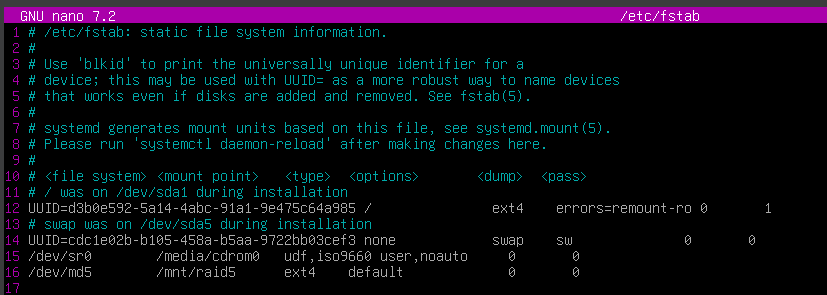 GNU nano 7.2 /etc/fstab
1 # /etc/fstab: static file system information.
2 #
3 # Use 'blkid' to print the universally unique identifier for a
4 # device; this may be used with UUID= as a more robust way to name devices
5 # that works even if disks are added and removed. See fstab(5).
6 #
7 # systemd generates mount units based on this file, see systemd.mount(5).
8 # Please run 'systemctl daemon-reload' after making changes here.
9 #
10 # <file system> <mount point> <type> <options> <dump> <pass>
11 # / was on /dev/sda1 during installation
12 UUID=d3b0e592-5a14-4abc-91a1-9e475c64a985 / ext4 errors=remount-ro 0 1
13 # swap was on /dev/sda5 during installation
14 UUID=cdc1e02b-b105-458a-b5aa-9722bb03cef3 none swap sw 0 0
15 /dev/sr0 /media/cdrom0 udf,iso9660 user,noauto 0 0
16 /dev/md5 /mnt/raid5 ext4 default 0 0
17